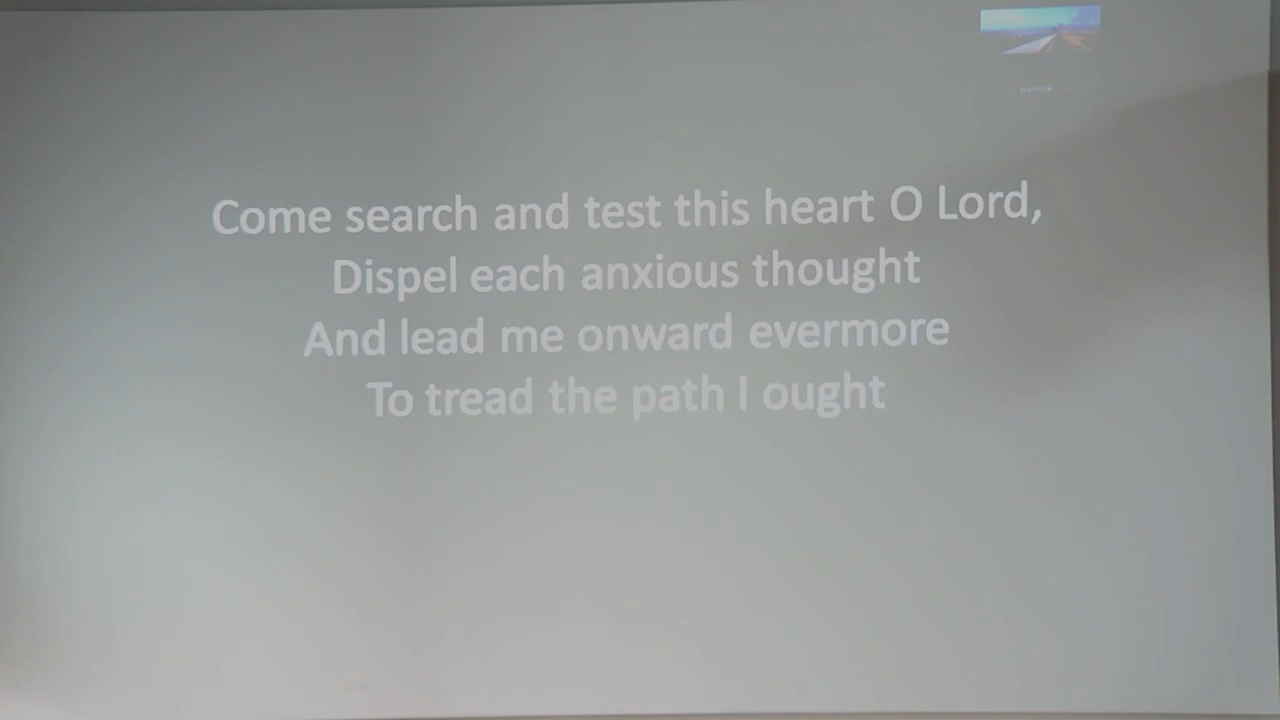 Come search and test this heart O Lord,
Dispel each anxious thought
And lead me onward evermore
To tread the path I ought